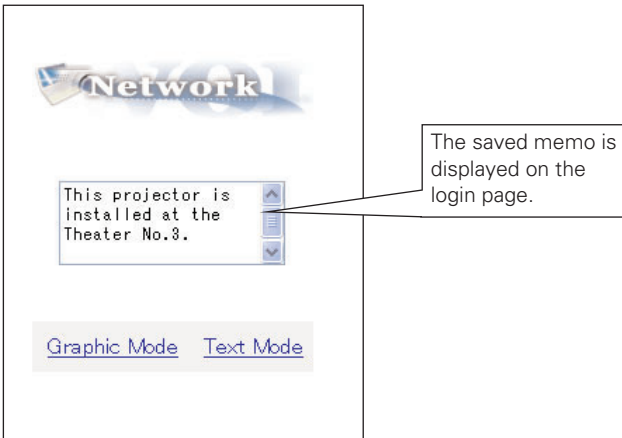 Network
This projector is
installed at the
Theater No.3.
Graphic Mode Text Mode
The saved memo is
displayed on the
login page.